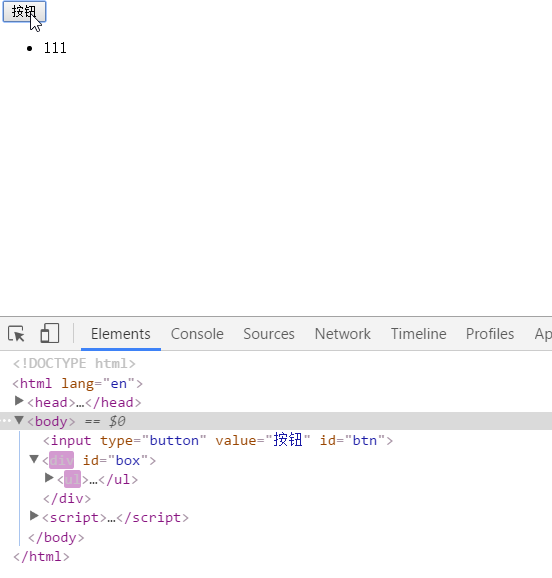 按钮
• 111
Elements Console Sources Network Timeline Profiles Ap
<!DOCTYPE html>
<html lang="en">
▶<head>…</head>
…▼<body> == $0
<input type="button" value="按钮" id="btn">
▼<div id="box">
▶<ul>…</ul>
</div>
▶<script>…</script>
</body>
</html>